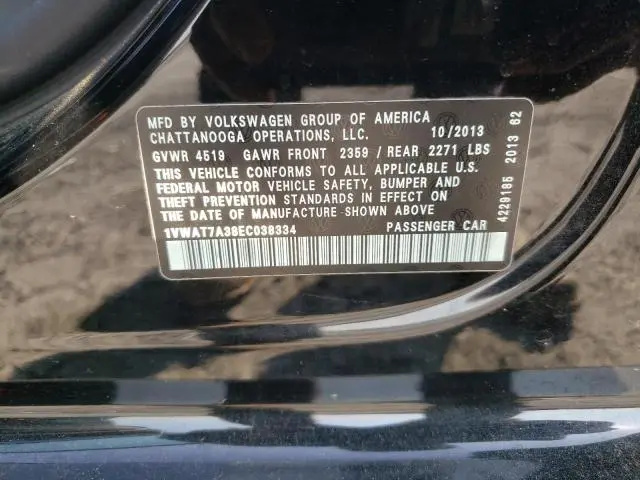 MFD BY VOLKSWAGEN GROUP OF AMERICA
CHATTANOOGA OPERATIONS, LLC. 10/2013
GVWR 4519 GAWR FRONT 2359 / REAR 2271 LBS
THIS VEHICLE CONFORMS TO ALL APPLICABLE U.S.
FEDERAL MOTOR VEHICLE SAFETY, BUMPER AND
THEFT PREVENTION STANDARDS IN EFFECT ON
THE DATE OF MANUFACTURE SHOWN ABOVE
1VWAT7A38EC038334 PASSENGER CAR
4229185 2013 62